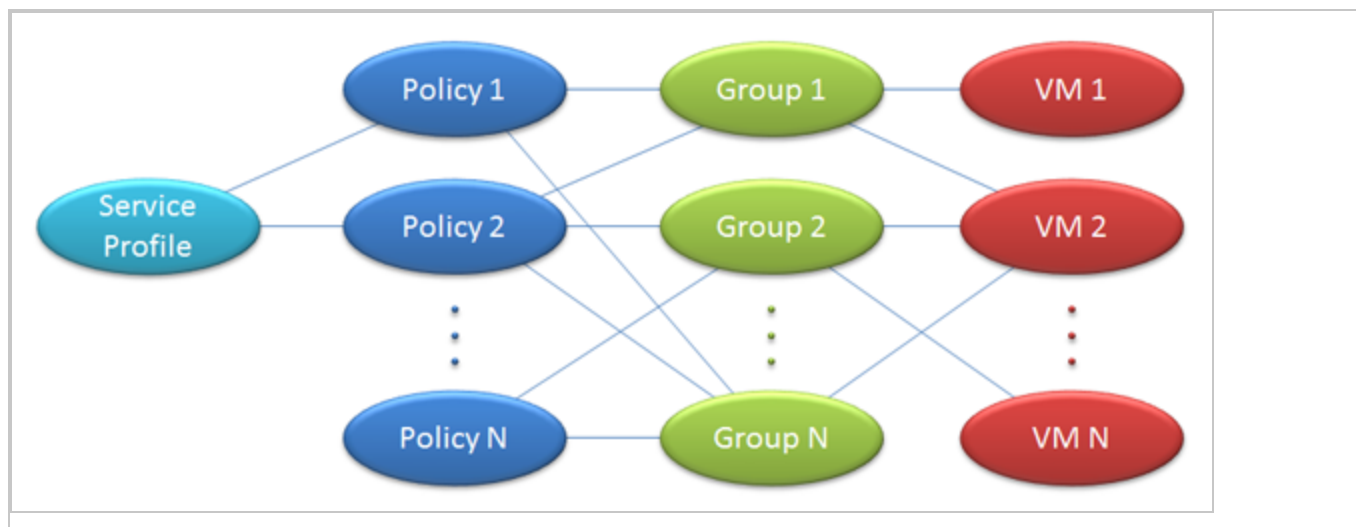 Policy 1
Group 1
VM 1
Service
Profile
Policy 2
Group 2
VM 2
Policy N
Group N
VM N